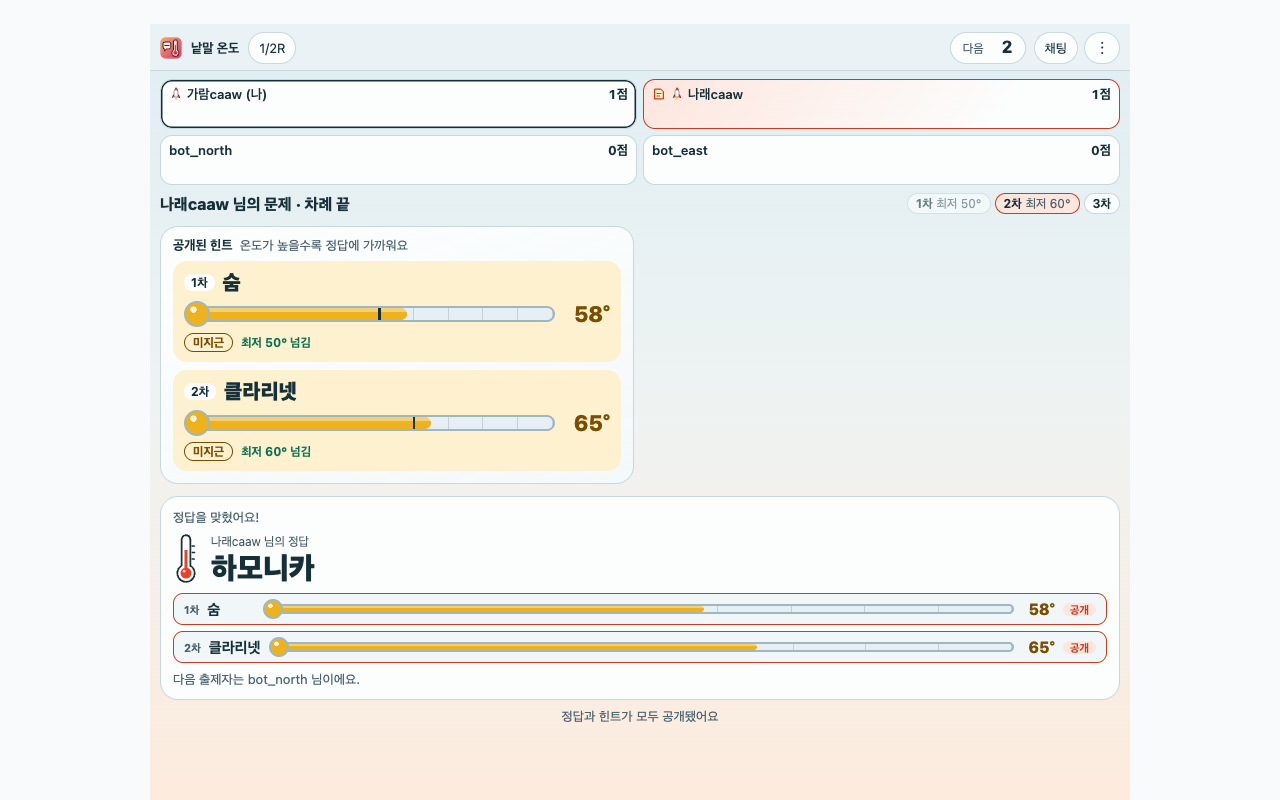 낱말 온도 1/2R 다음 2 채팅 ⋮
가람caaw (나) 1점 나래caaw 1점
bot_north 0점 bot_east 0점
나래caaw 님의 문제 · 차례 끝 1차 최저 50° 2차 최저 60° 3차
공개된 힌트 온도가 높을수록 정답에 가까워요
1차 숨
58°
미지근 최저 50° 넘김
2차 클라리넷
65°
미지근 최저 60° 넘김
정답을 맞혔어요!
나래caaw 님의 정답
하모니카
1차 숨 58° 공개
2차 클라리넷 65° 공개
다음 출제자는 bot_north 님이에요.
정답과 힌트가 모두 공개됐어요